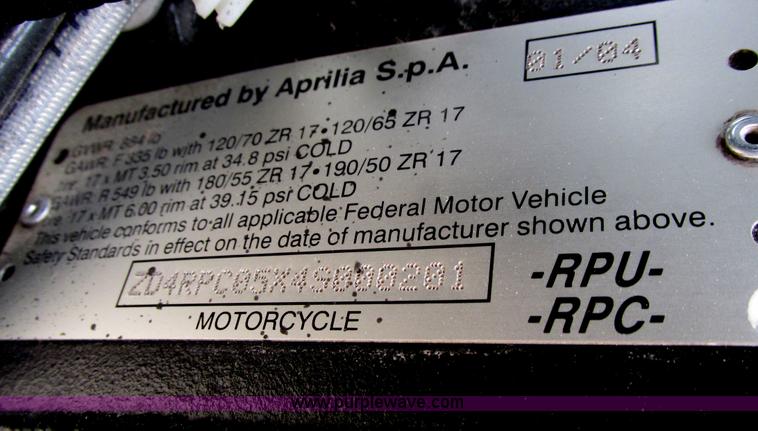 Manufactured by Aprilia S.p.A.
01/04
GVWR: 884 lb
GAWR: F 335 lb with 120/70 ZR 17•120/65 ZR 17
17 x MT 3.50 rim at 34.8 psi COLD
GAWR: R 549 lb with 180/55 ZR 17•190/50 ZR 17
17 x MT 6.00 rim at 39.15 psi COLD
This vehicle conforms to all applicable Federal Motor Vehicle
Safety Standards in effect on the date of manufacturer shown above.
ZD4RPC05X4S000201
MOTORCYCLE
-RPU-
-RPC-
www.purplewave.com